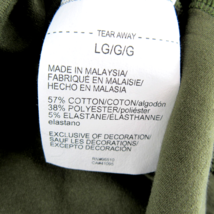 TEAR AWAY
LG/G/G
MADE IN MALAYSIA/
FABRIQUÉ EN MALAISIE/
HECHO EN MALASIA
57% COTTON/COTON/algodón
38% POLYESTER/poliéster
5% ELASTANE/ELASTHANNE/
elastano
EXCLUSIVE OF DECORATION/
SAUF LES DÉCORATIONS/
EXCEPTO DECORACIÓN